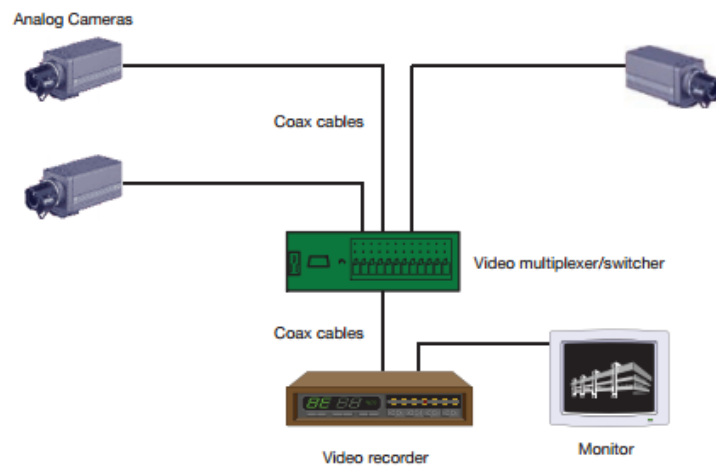 Analog Cameras
Coax cables
Video multiplexer/switcher
Coax cables
Video recorder
Monitor